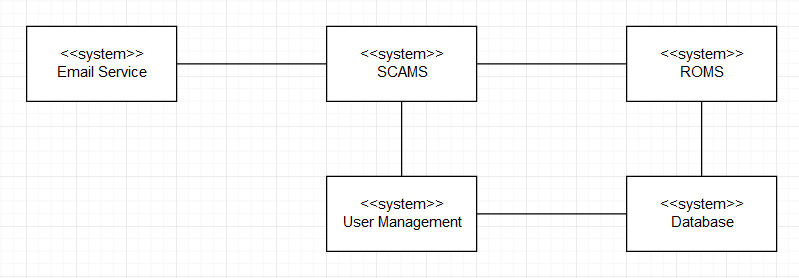 <<system>>
Email Service
<<system>>
SCAMS
<<system>>
ROMS
<<system>>
User Management
<<system>>
Database